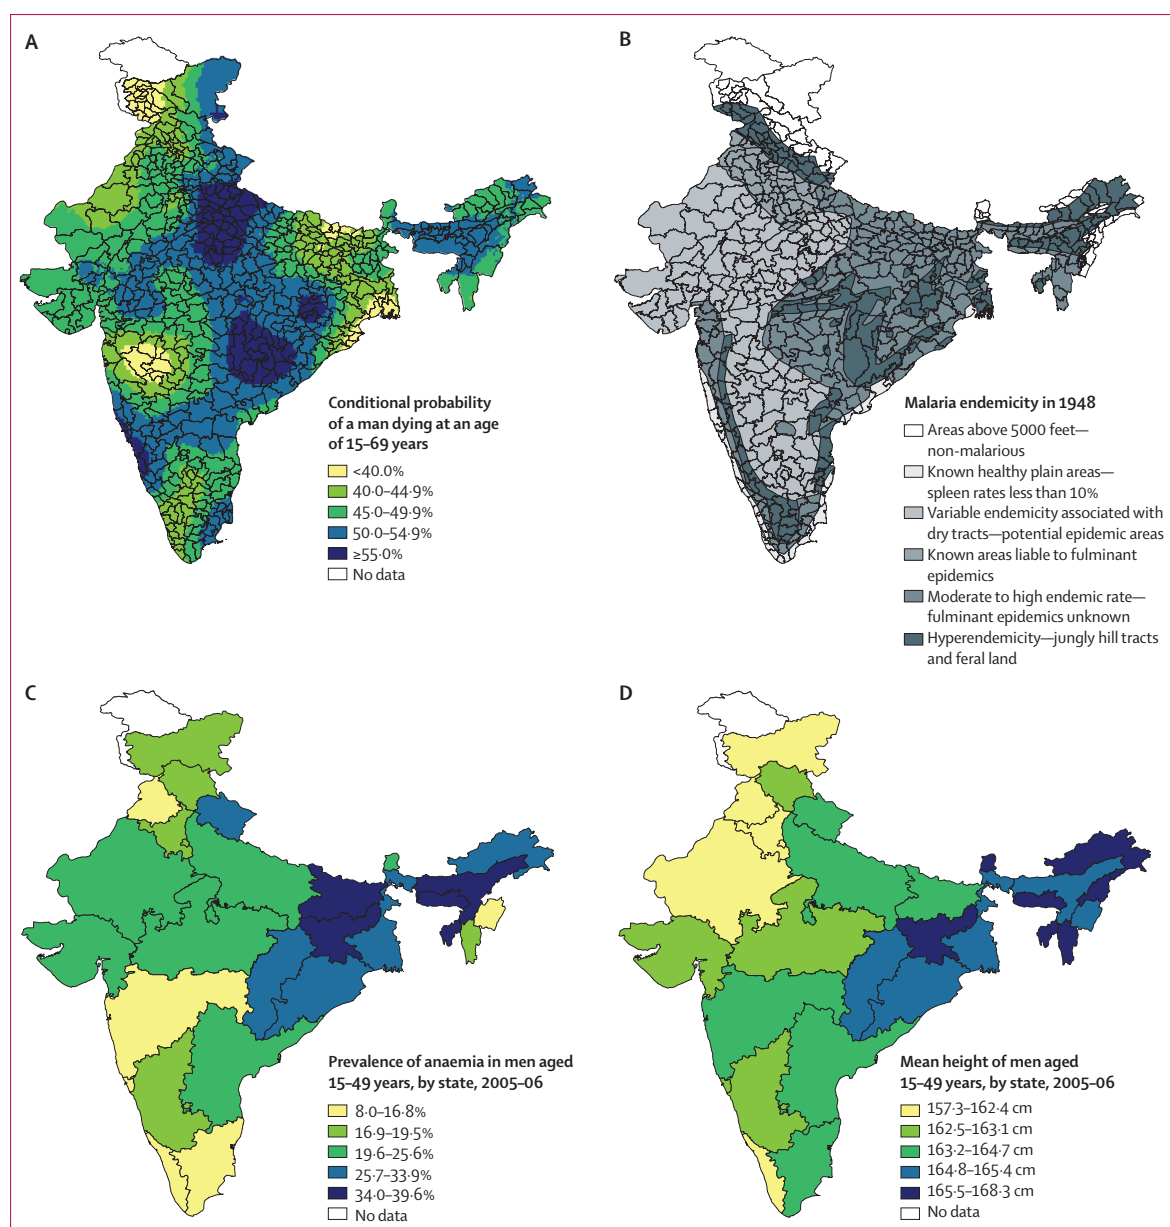 A
B
Conditional probability
of a man dying at an age
of 15–69 years
<40.0%
40·0–44·9%
45·0–49·9%
50·0–54·9%
≥55·0%
No data
Malaria endemicity in 1948
Areas above 5000 feet—
non-malarious
Known healthy plain areas—
spleen rates less than 10%
Variable endemicity associated with
dry tracts—potential epidemic areas
Known areas liable to fulminant
epidemics
Moderate to high endemic rate—
fulminant epidemics unknown
Hyperendemicity—jungly hill tracts
and feral land
C
D
Prevalence of anaemia in men aged
15–49 years, by state, 2005–06
8·0–16·8%
16·9–19·5%
19·6–25·6%
25·7–33·9%
34·0–39·6%
No data
Mean height of men aged
15–49 years, by state, 2005–06
157·3–162·4 cm
162·5–163·1 cm
163·2–164·7 cm
164·8–165·4 cm
165·5–168·3 cm
No data